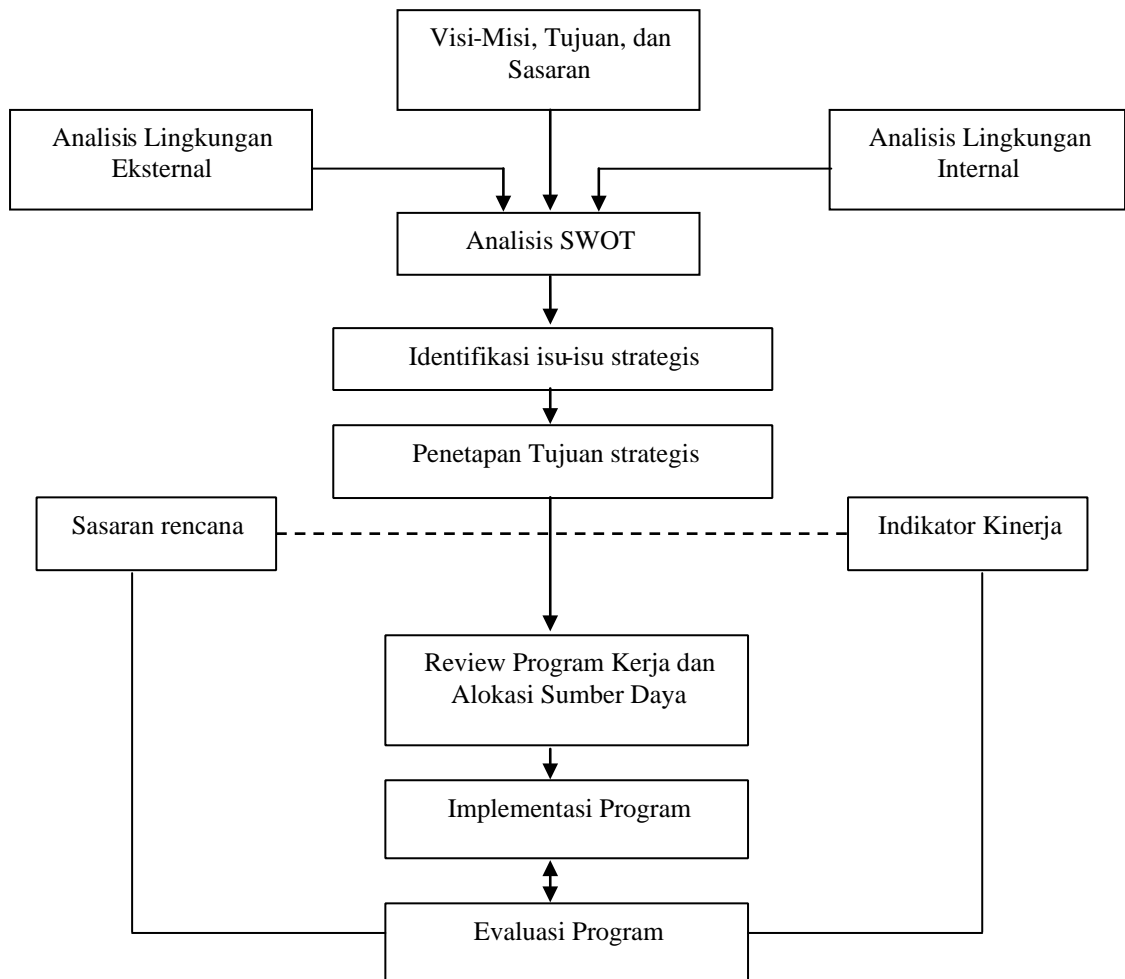 Visi-Misi, Tujuan, dan
Sasaran
Analisis Lingkungan
Eksternal
Analisis Lingkungan
Internal
Analisis SWOT
Identifikasi isu-isu strategis
Penetapan Tujuan strategis
Sasaran rencana
Indikator Kinerja
Review Program Kerja dan
Alokasi Sumber Daya
Implementasi Program
Evaluasi Program